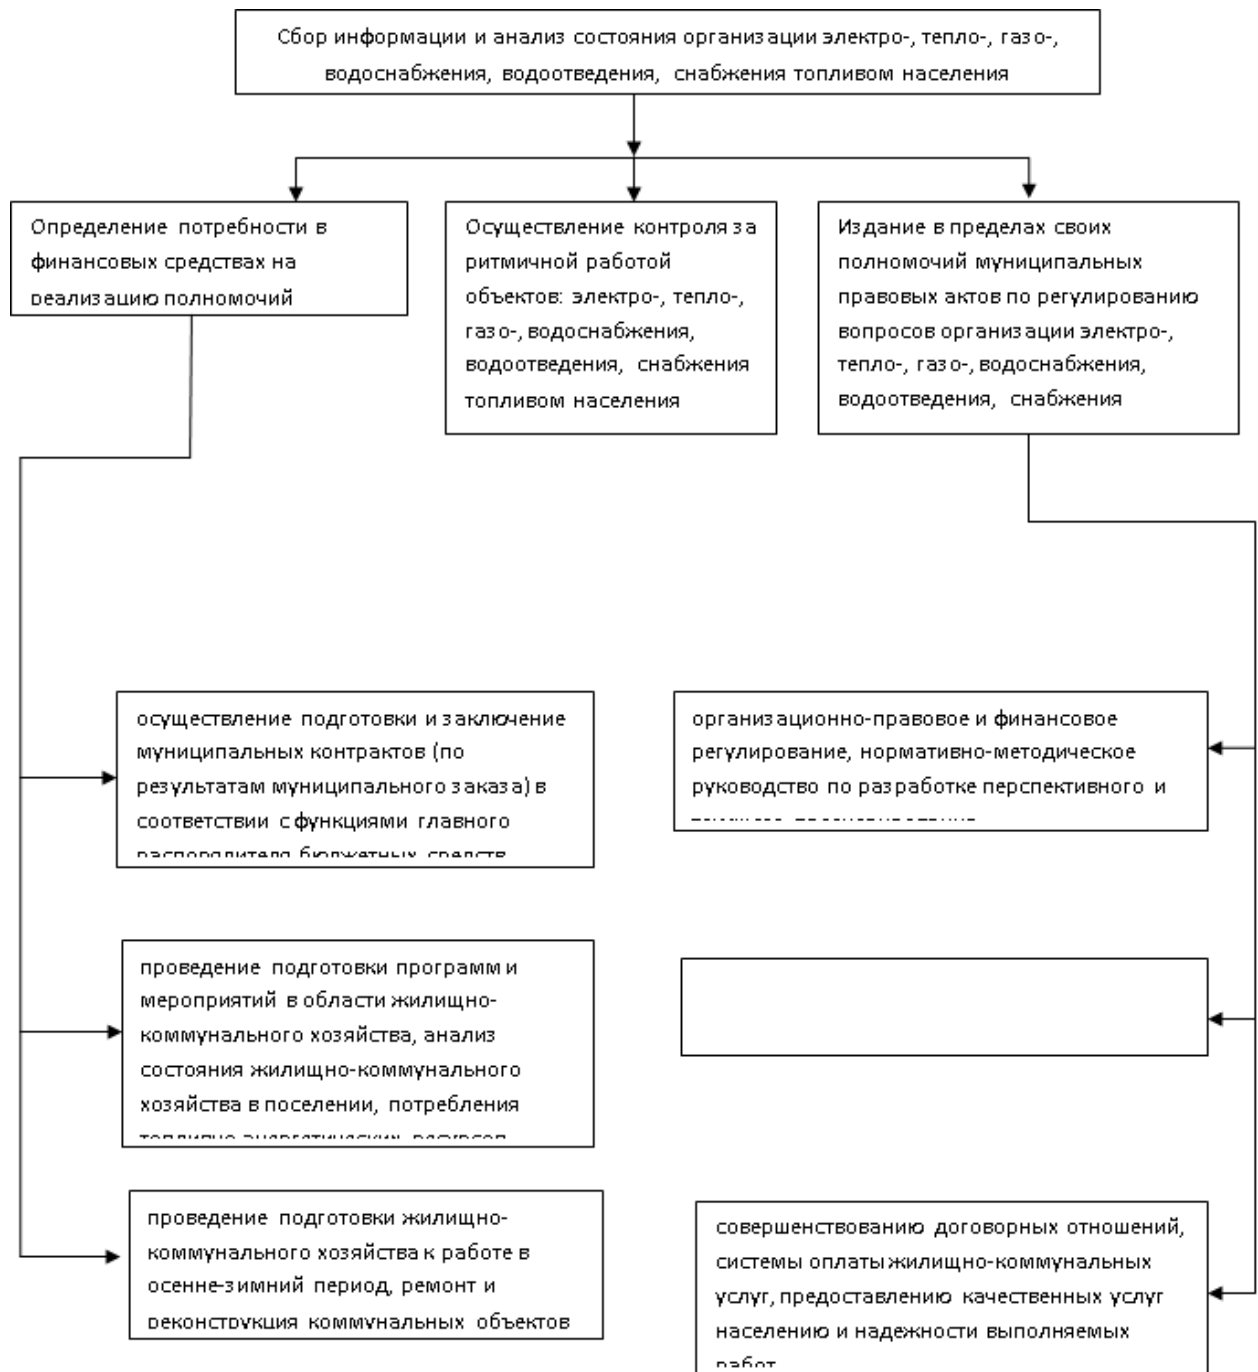 Сбор информации и анализ состояния организации электро-, тепло-, газо-,
водоснабжения, водоотведения, снабжения топливом населения
Определение потребности в
финансовых средствах на
реализацию полномочий
Осуществление контроля за
ритмичной работой
объектов: электро-, тепло-,
газо-, водоснабжения,
водоотведения, снабжения
топливом населения
Издание в пределах своих
полномочий муниципальных
правовых актов по регулированию
вопросов организации электро-,
тепло-, газо-, водоснабжения,
водоотведения, снабжения
осуществление подготовки и заключение
муниципальных контрактов (по
результатам муниципального заказа) в
соответствии с функциями главного
распорядителя бюджетных средств
организационно-правовое и финансовое
регулирование, нормативно-методическое
руководство по разработке перспективного и
проведение подготовки программ и
мероприятий в области жилищно-
коммунального хозяйства, анализ
состояния жилищно-коммунального
хозяйства в поселении, потребления
проведение подготовки жилищно-
коммунального хозяйства к работе в
осенне-зимний период, ремонт и
реконструкция коммунальных объектов
совершенствованию договорных отношений,
системы оплаты жилищно-коммунальных
услуг, предоставлению качественных услуг
населению и надежности выполняемых
работ